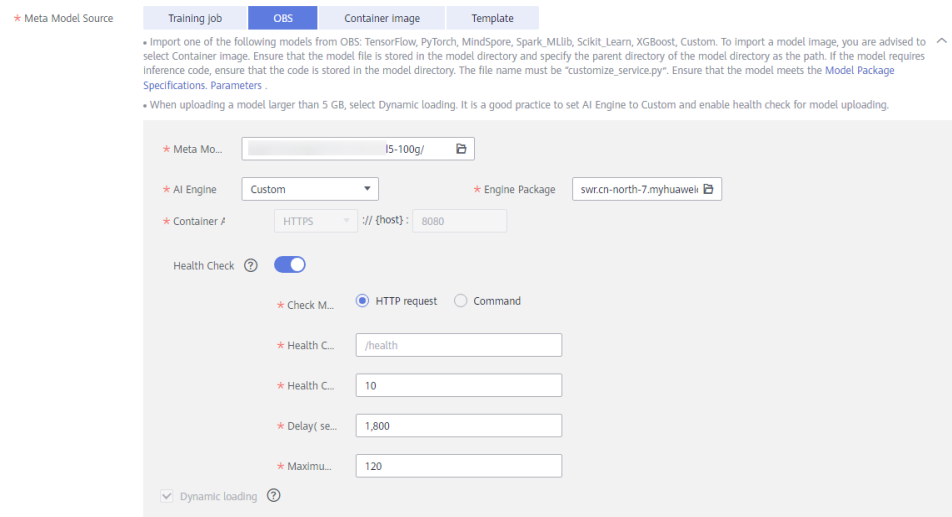 * Meta Model Source
Training job
OBS
Container image
Template
• Import one of the following models from OBS: TensorFlow, PyTorch, MindSpore, Spark_MLlib, Scikit_Learn, XGBoost, Custom. To import a model image, you are advised to
select Container image. Ensure that the model file is stored in the model directory and specify the parent directory of the model directory as the path. If the model requires
inference code, ensure that the code is stored in the model directory. The file name must be "customize_service.py". Ensure that the model meets the Model Package
Specifications. Parameters .
• When uploading a model larger than 5 GB, select Dynamic loading. It is a good practice to set AI Engine to Custom and enable health check for model uploading.
* Meta Mo...
l5-100g/
* AI Engine
Custom
* Engine Package
swr.cn-north-7.myhuawei
* Container A
HTTPS
:// {host} :
8080
Health Check ?
* Check M...
HTTP request
Command
* Health C...
/health
* Health C...
10
* Delay( se...
1,800
* Maximu...
120
Dynamic loading ?